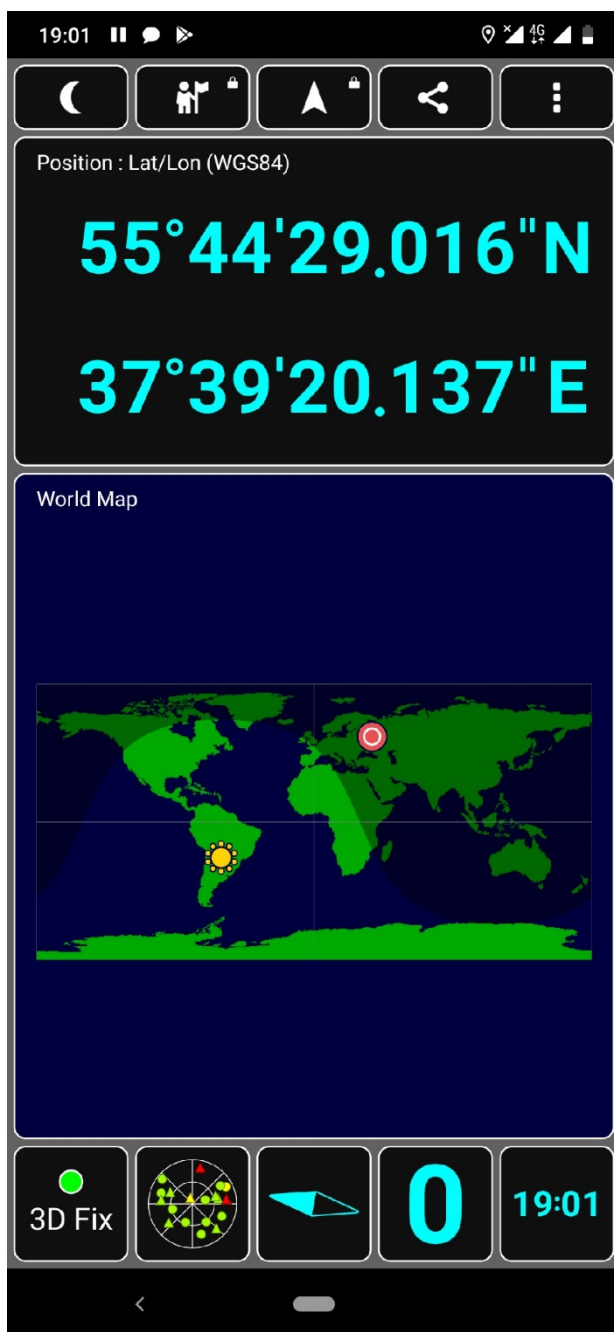 19:01
4G
Position : Lat/Lon (WGS84)
55°44'29.016"N
37°39'20.137"E
World Map
3D Fix
0
19:01